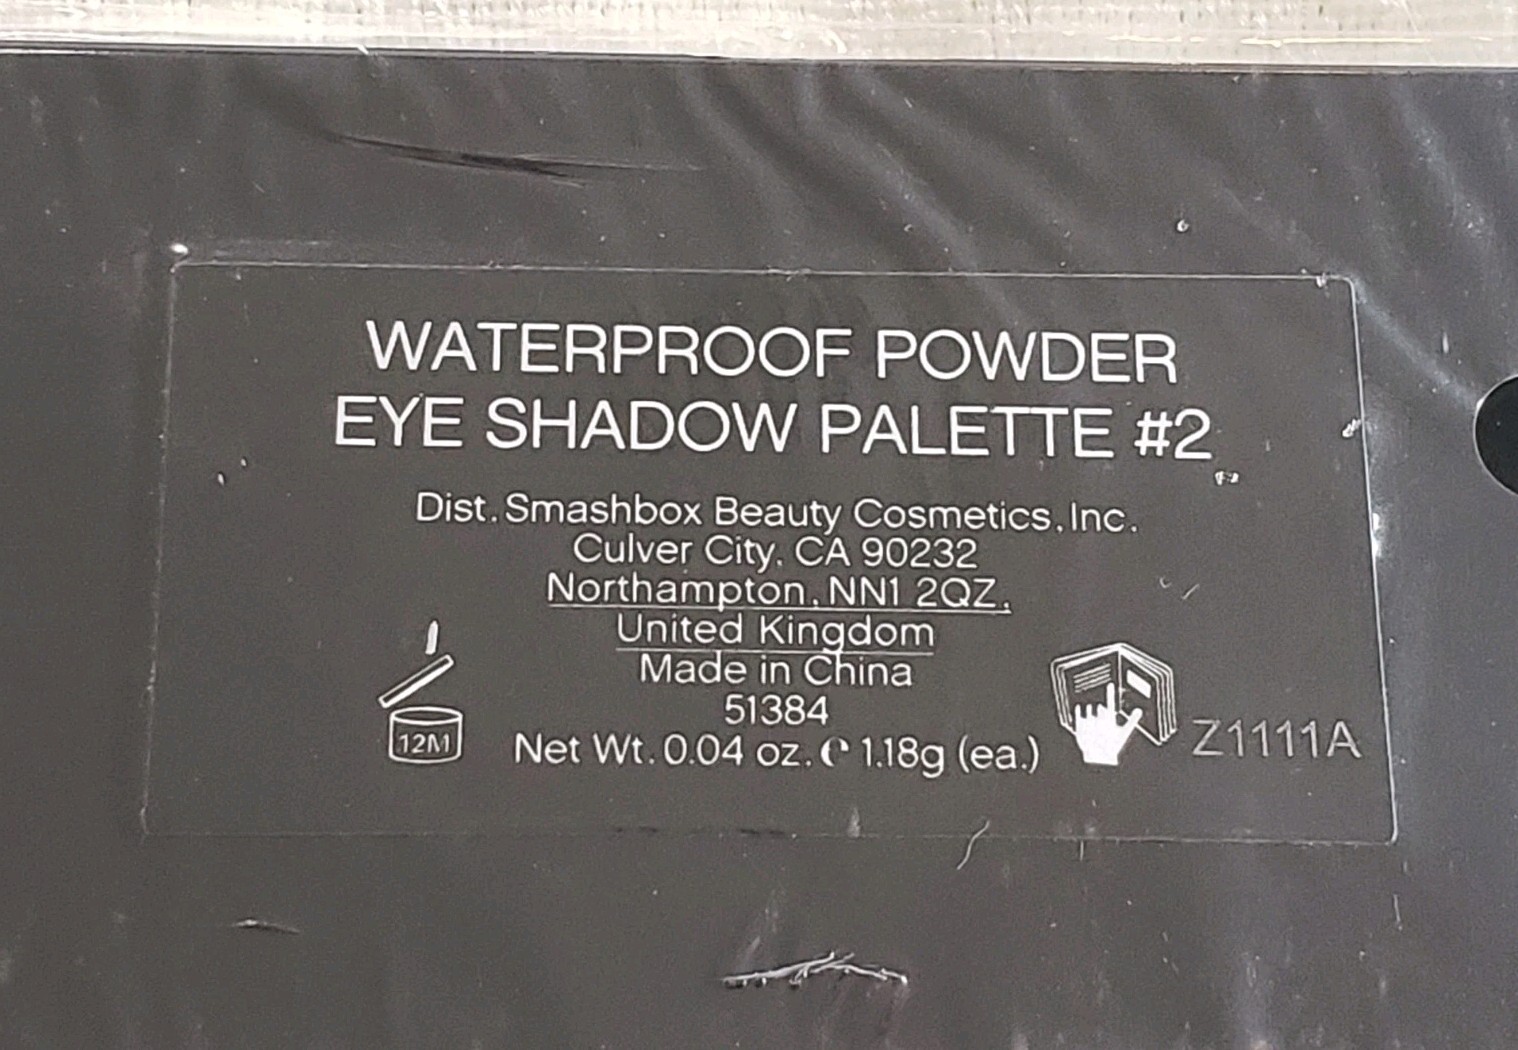 WATERPROOF POWDER
EYE SHADOW PALETTE #2
Dist. Smashbox Beauty Cosmetics, Inc.
Culver City, CA 90232
Northampton, NN1 2QZ,
United Kingdom
Made in China
51384
12M
Net Wt. 0.04 oz. ℮ 1.18g (ea.)
Z1111A